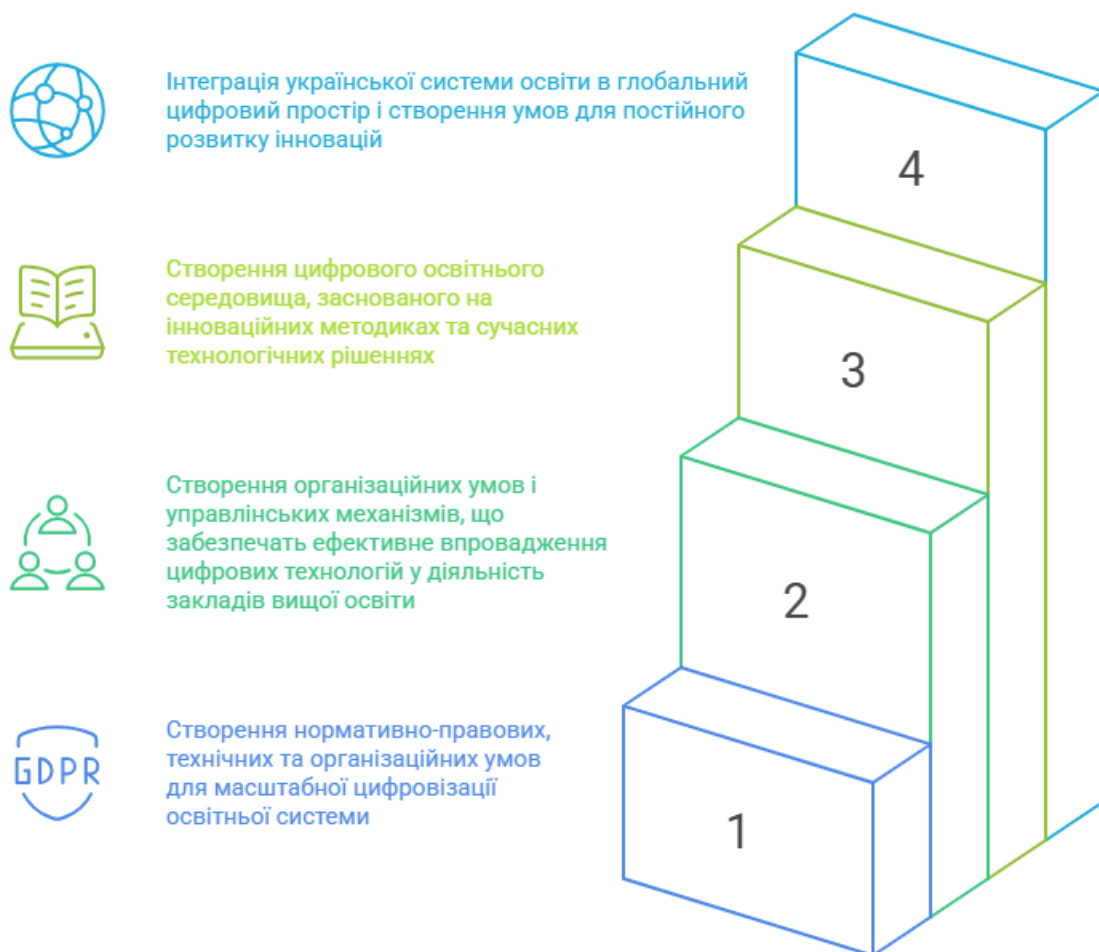 Інтеграція української системи освіти в глобальний
цифровий простір і створення умов для постійного
розвитку інновацій
4
Створення цифрового освітнього
середовища, заснованого на
інноваційних методиках та сучасних
технологічних рішеннях
3
Створення організаційних умов і
управлінських механізмів, що
забезпечать ефективне впровадження
цифрових технологій у діяльність
закладів вищої освіти
2
GDPR
Створення нормативно-правових,
технічних та організаційних умов
для масштабної цифровізації
освітньої системи
1